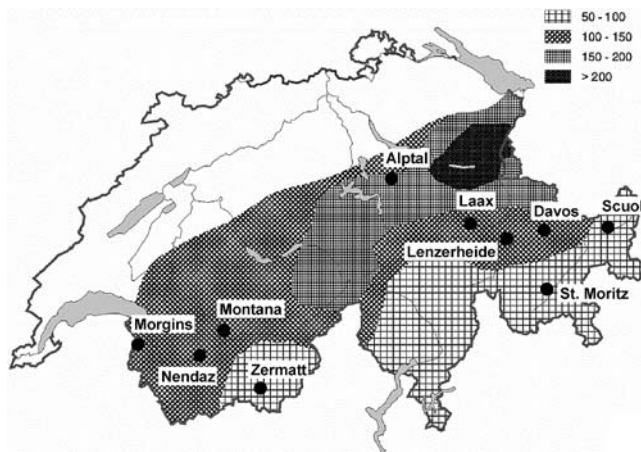 50 - 100
100 - 150
150 - 200
> 200
Alptal
Laax
Davos
Scuol
Lenzerheide
St. Moritz
Montana
Morgins
Nendaz
Zermatt